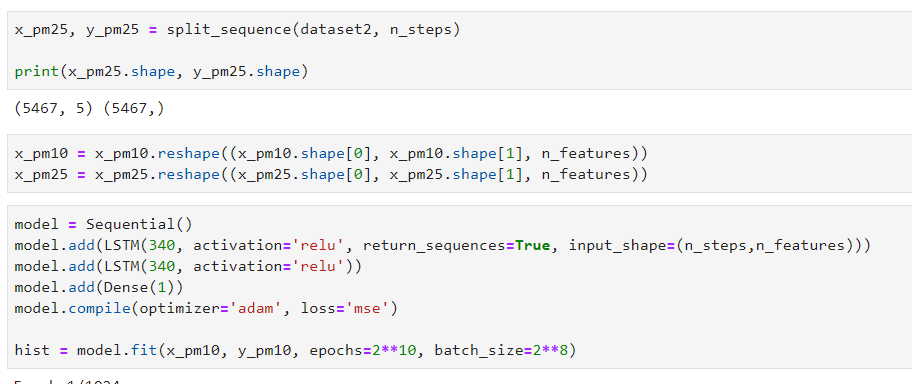 x_pm25, y_pm25 = split_sequence(dataset2, n_steps)
print(x_pm25.shape, y_pm25.shape)
(5467, 5) (5467,)
x_pm10 = x_pm10.reshape((x_pm10.shape[0], x_pm10.shape[1], n_features))
x_pm25 = x_pm25.reshape((x_pm25.shape[0], x_pm25.shape[1], n_features))
model = Sequential()
model.add(LSTM(340, activation='relu', return_sequences=True, input_shape=(n_steps,n_features)))
model.add(LSTM(340, activation='relu'))
model.add(Dense(1))
model.compile(optimizer='adam', loss='mse')
hist = model.fit(x_pm10, y_pm10, epochs=2**10, batch_size=2**8)
Epoch 1/1024